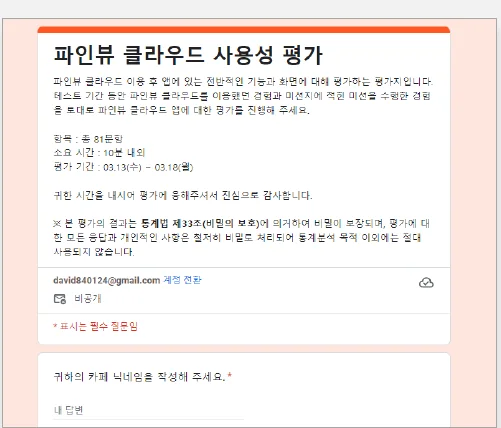 파인뷰 클라우드 사용성 평가
파인뷰 클라우드 이용 후 앱에 있는 전반적인 기능과 화면에 대해 평가하는 평가지입니다.
테스트 기간 동안 파인뷰 클라우드를 이용했던 경험과 미션지에 적힌 미션을 수행한 경험
을 토대로 파인뷰 클라우드 앱에 대한 평가를 진행해 주세요.
항목 : 총 81문항
소요 시간 : 10분 내외
평가 기간 : 03.13(수) ~ 03.18(월)
귀한 시간을 내시어 평가에 응해주셔서 진심으로 감사합니다.
※ 본 평가의 결과는 통계법 제33조(비밀의 보호)에 의거하여 비밀이 보장되며, 평가에 대
한 모든 응답과 개인적인 사항은 철저히 비밀로 처리되어 통계분석 목적 이외에는 절대
사용되지 않습니다.
david840124@gmail.com 계정 전환
비공개
* 표시는 필수 질문임
귀하의 카페 닉네임을 작성해 주세요. *
내 답변